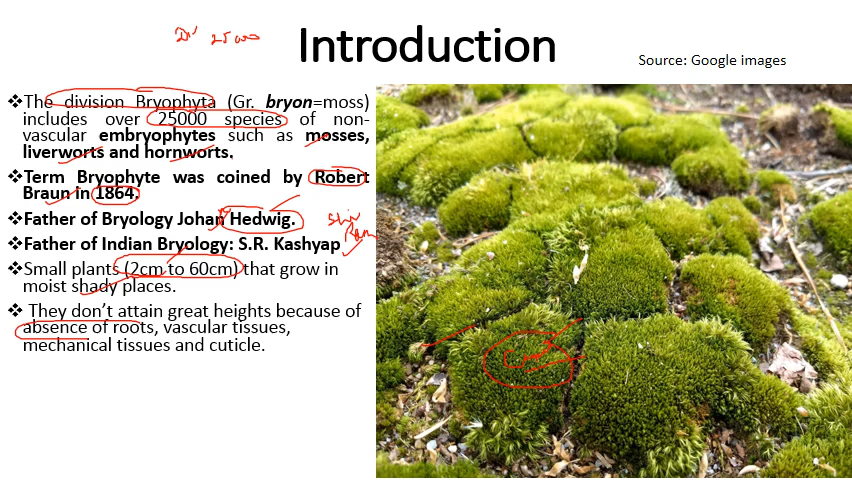 25000
Introduction
Source: Google images
❖The division Bryophyta (Gr. bryon=moss)
includes over 25000 species of non-
vascular embryophytes such as mosses,
liverworts and hornworts.
❖Term Bryophyte was coined by Robert
Braun in 1864.
❖Father of Bryology Johan Hedwig.
❖Father of Indian Bryology: S.R. Kashyap
❖Small plants (2cm to 60cm) that grow in
moist shady places.
❖ They don’t attain great heights because of
absence of roots, vascular tissues,
mechanical tissues and cuticle.